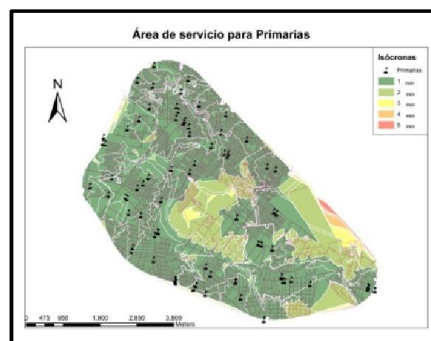 Área de servicio para Primarias
Isócronas
Primarias
1 min
2 min
3 min
4 min
5 min
N
0 475 950 1,900 2,850 3,800
Meters